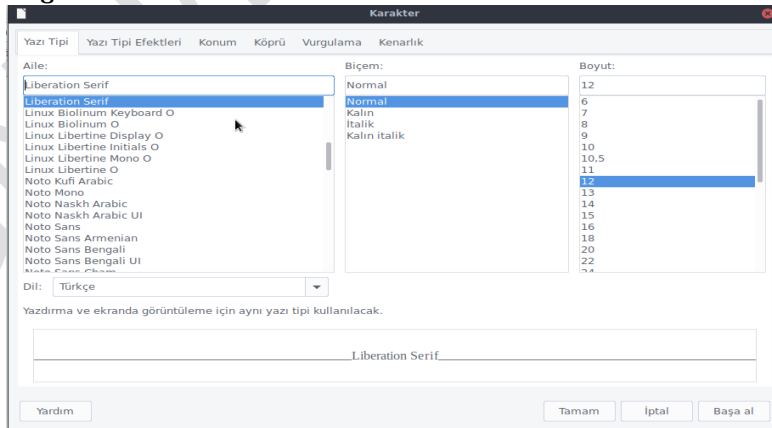 Karakter
Yazı Tipi Yazı Tipi Efektleri Konum Köprü Vurgulama Kenarlık
Aile: Biçem: Boyut:
Liberation Serif Normal 12
Liberation Serif Normal 6
Linux Biolinum Keyboard O Kalın 7
Linux Biolinum O İtalik 8
Linux Libertine Display O Kalın italik 9
Linux Libertine Initials O 10
Linux Libertine Mono O 10,5
Linux Libertine O 11
Noto Kufi Arabic 12
Noto Mono 13
Noto Naskh Arabic 14
Noto Naskh Arabic UI 15
Noto Sans 16
Noto Sans Armenian 18
Noto Sans Bengali 20
Noto Sans Bengali UI 22
Noto Sans Cham 24
Dil: Türkçe
Yazdırma ve ekranda görüntüleme için aynı yazı tipi kullanılacak.
Liberation Serif
Yardım Tamam İptal Başa al